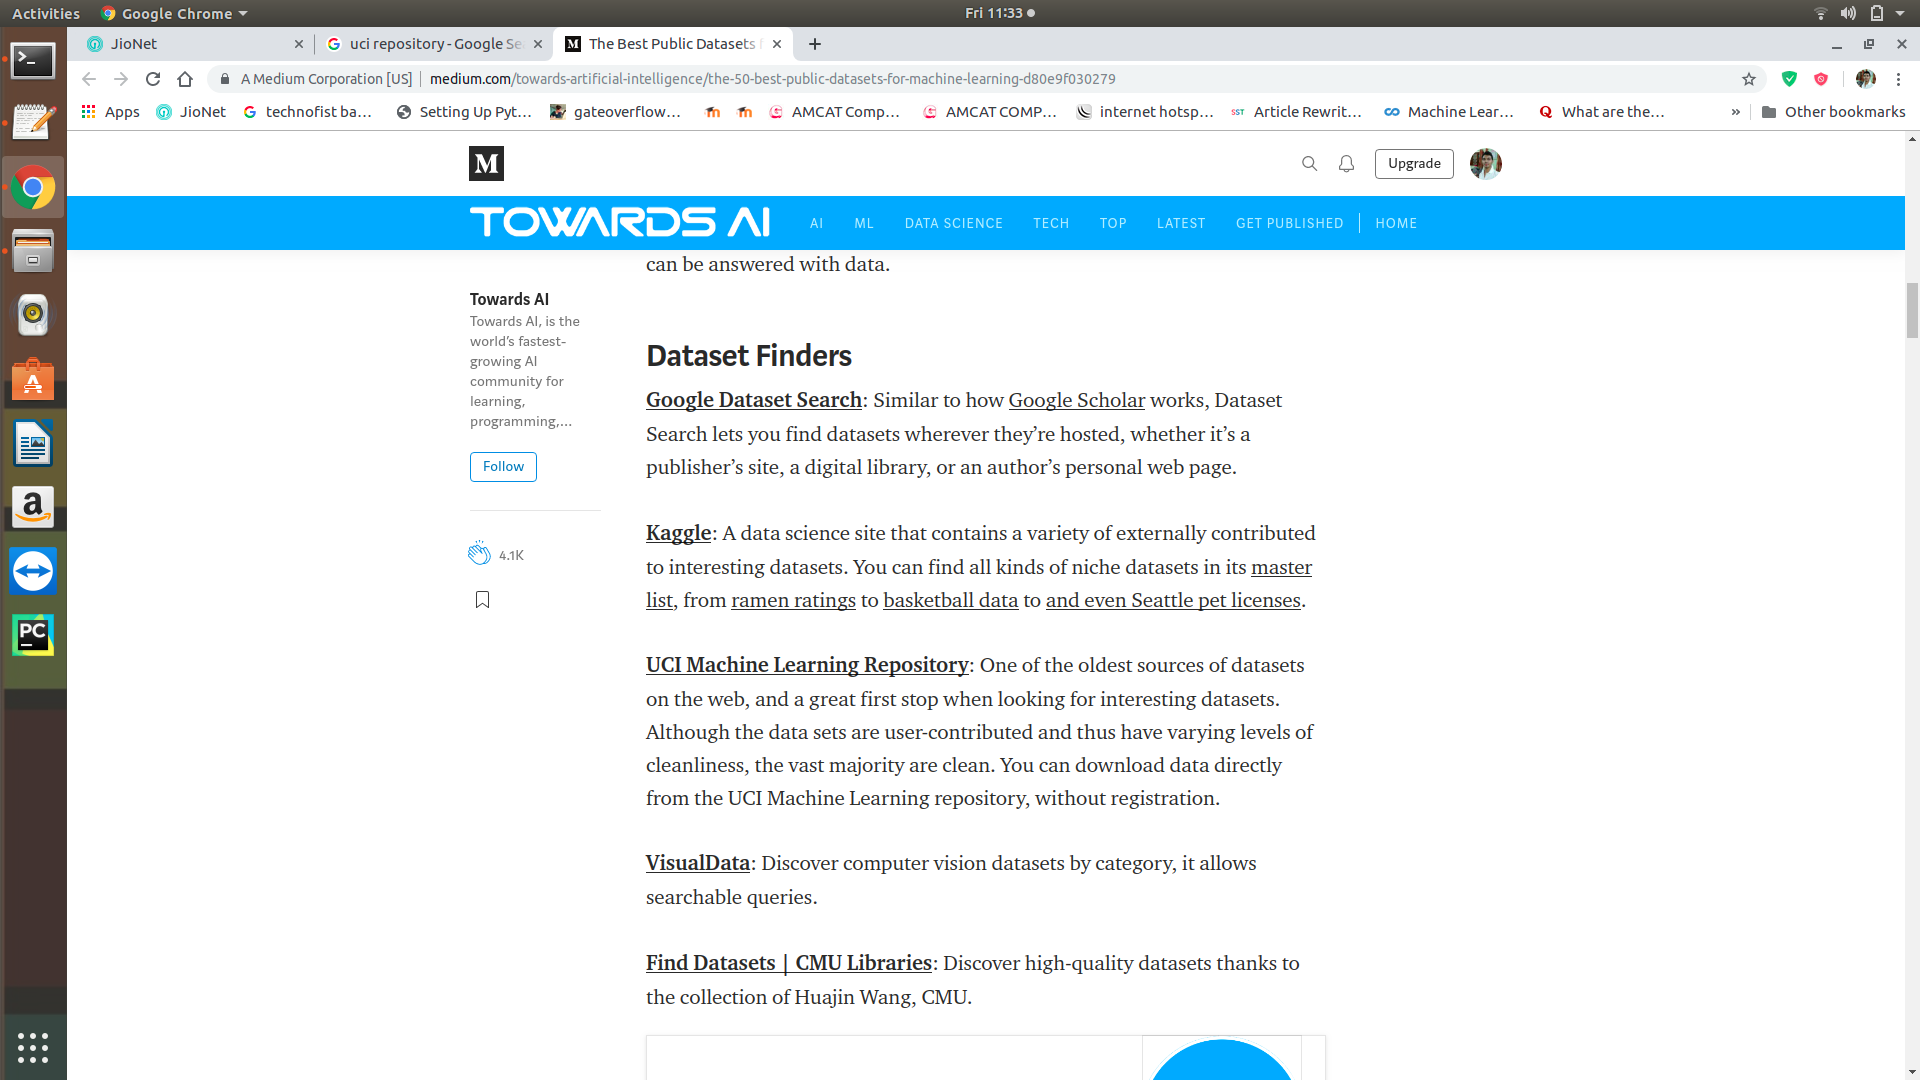 Activities
Google Chrome
Fri 11:33
JioNet
uci repository - Google Se
The Best Public Datasets f
A Medium Corporation [US]
medium.com/towards-artificial-intelligence/the-50-best-public-datasets-for-machine-learning-d80e9f030279
Apps
JioNet
technofist ba...
Setting Up Pyt...
gateoverflow...
AMCAT Comp...
AMCAT COMP...
internet hotsp...
SST
Article Rewrit...
Machine Lear...
What are the...
»
Other bookmarks
M
Upgrade
TOWARDS AI
AI
ML
DATA SCIENCE
TECH
TOP
LATEST
GET PUBLISHED
HOME
can be answered with data.
Towards AI
Towards AI, is the
world's fastest-
growing AI
community for
learning,
programming,...
Follow
4.1K
Dataset Finders
Google Dataset Search: Similar to how Google Scholar works, Dataset
Search lets you find datasets wherever they’re hosted, whether it’s a
publisher’s site, a digital library, or an author’s personal web page.
Kaggle: A data science site that contains a variety of externally contributed
to interesting datasets. You can find all kinds of niche datasets in its master
list, from ramen ratings to basketball data to and even Seattle pet licenses.
UCI Machine Learning Repository: One of the oldest sources of datasets
on the web, and a great first stop when looking for interesting datasets.
Although the data sets are user-contributed and thus have varying levels of
cleanliness, the vast majority are clean. You can download data directly
from the UCI Machine Learning repository, without registration.
VisualData: Discover computer vision datasets by category, it allows
searchable queries.
Find Datasets | CMU Libraries: Discover high-quality datasets thanks to
the collection of Huajin Wang, CMU.
PC